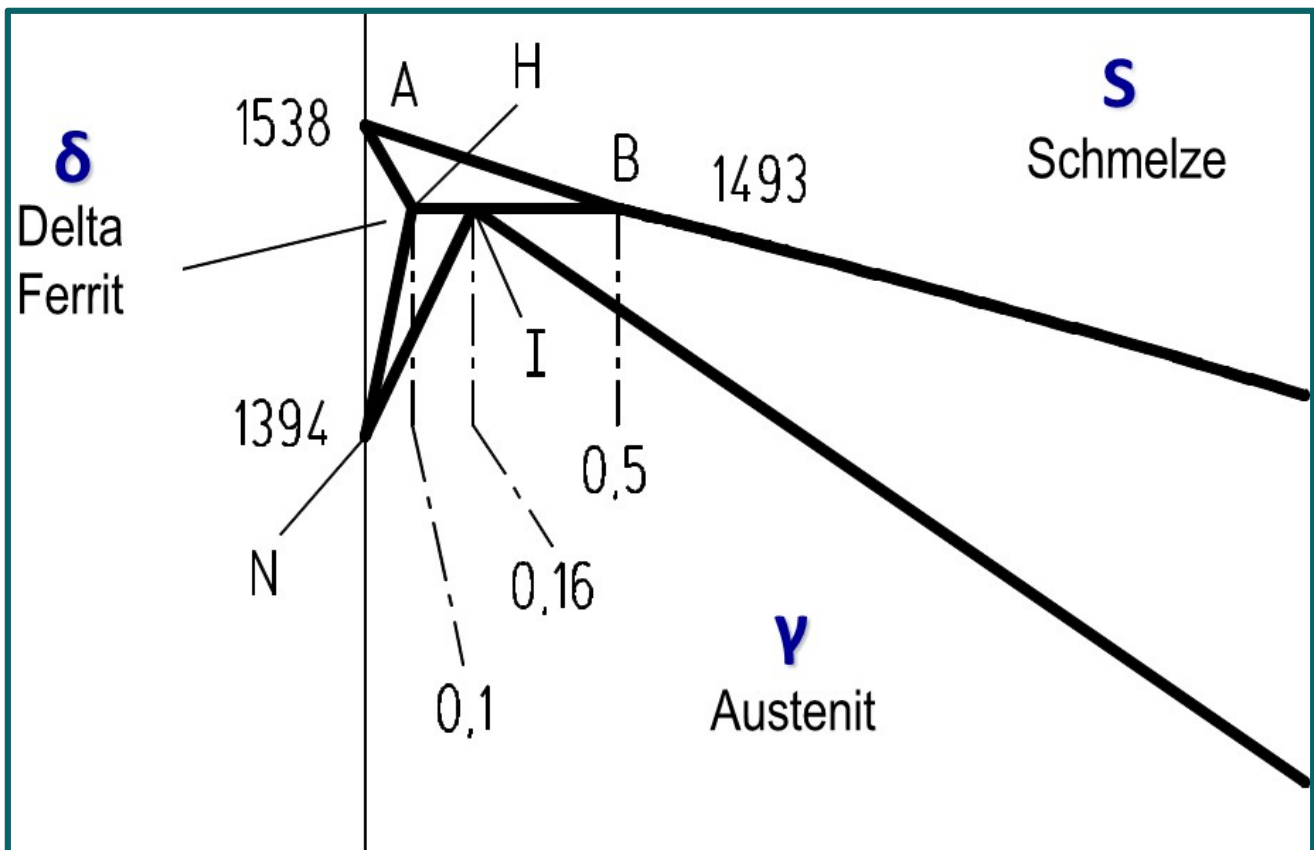 H
A
S
1538
B
Schmelze
δ
1493
Delta
Ferrit
I
1394
0,5
N
0,16
γ
0,1
Austenit